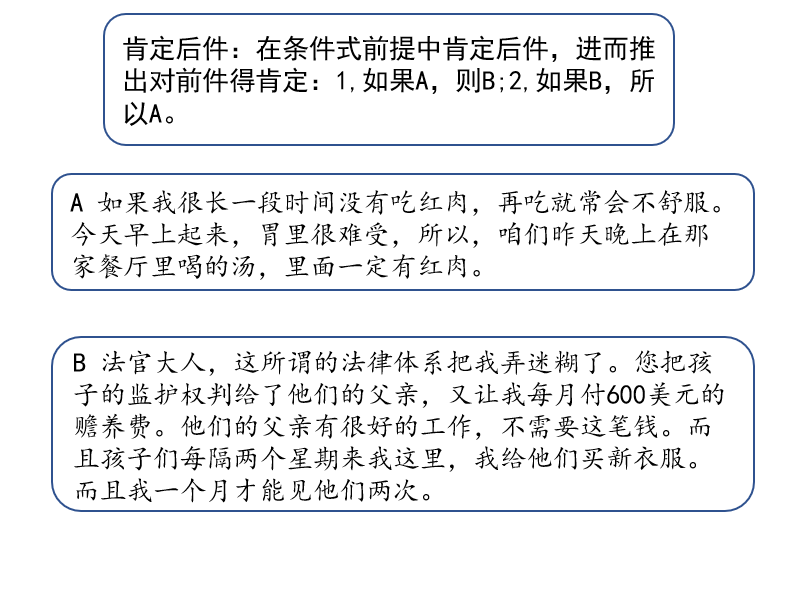 肯定后件：在条件式前提中肯定后件，进而推
出对前件得肯定：1,如果A，则B;2,如果B，所
以A。
A 如果我很长一段时间没有吃红肉，再吃就常会不舒服。
今天早上起来，胃里很难受，所以，咱们昨天晚上在那
家餐厅里喝的汤，里面一定有红肉。
B 法官大人，这所谓的法律体系把我弄迷糊了。您把孩
子的监护权判给了他们的父亲，又让我每月付600美元的
赡养费。他们的父亲有很好的工作，不需要这笔钱。而
且孩子们每隔两个星期来我这里，我给他们买新衣服。
而且我一个月才能见他们两次。